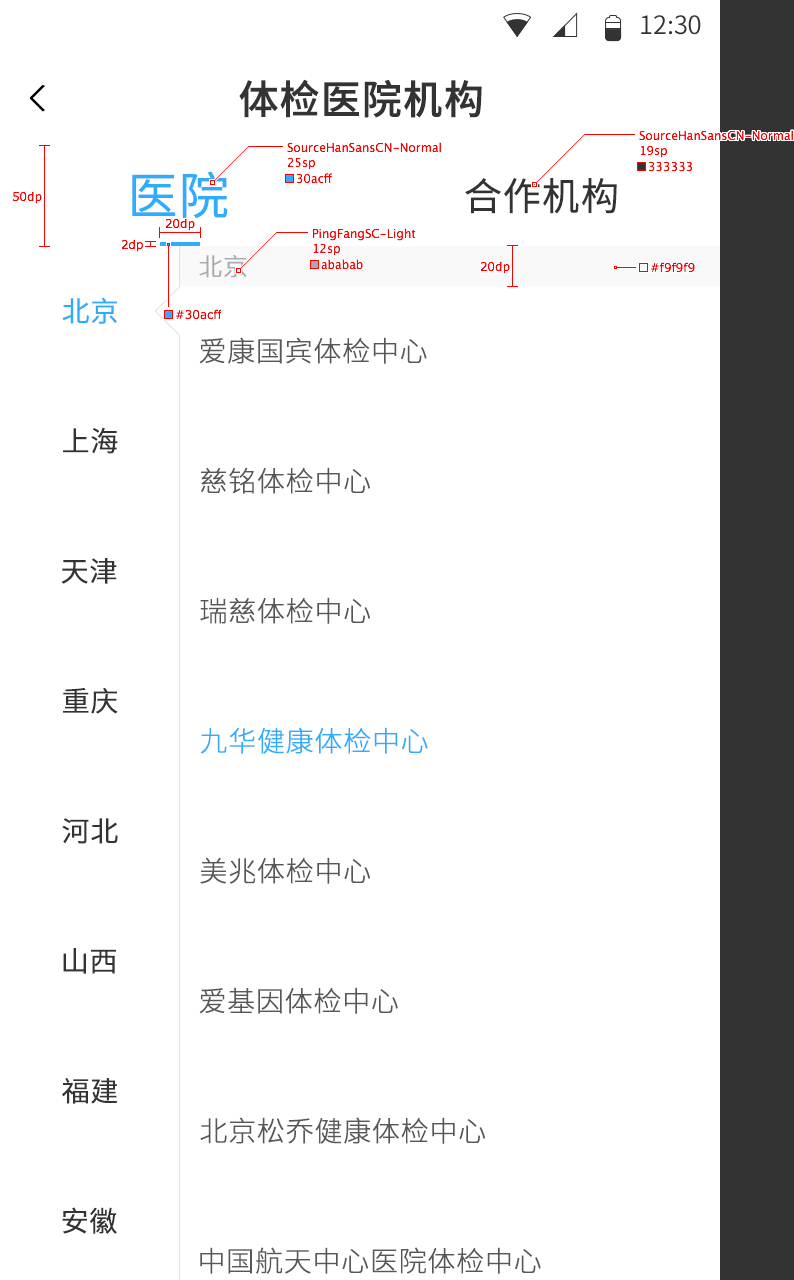 12:30
体检医院机构
SourceHanSansCN-Normal
25sp
30acff
SourceHanSansCN-Normal
19sp
333333
50dp
医院
合作机构
20dp
2dp
PingFangSC-Light
12sp
ababab
北京
20dp
#f9f9f9
#30acff
北京
爱康国宾体检中心
上海
慈铭体检中心
天津
瑞慈体检中心
重庆
九华健康体检中心
河北
美兆体检中心
山西
爱基因体检中心
福建
北京松乔健康体检中心
安徽
中国航天中心医院体检中心